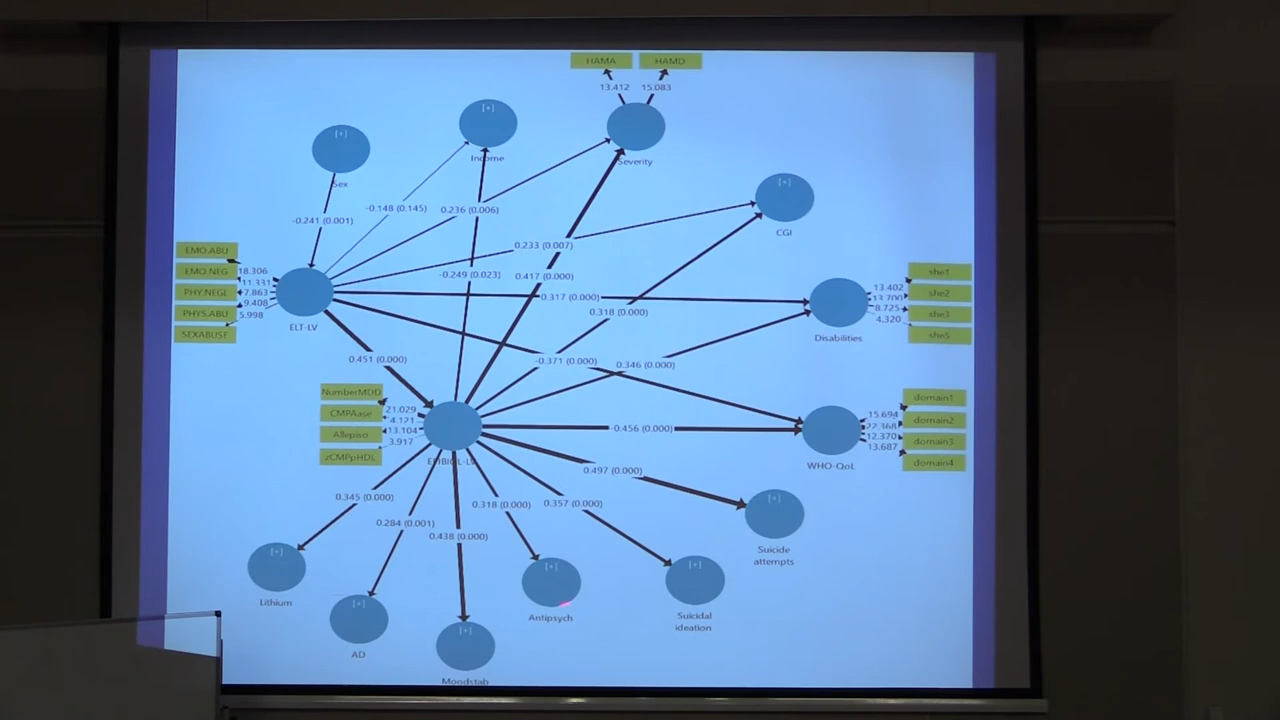 HAMA HAMD
13.412 15.083
[+]
[+]
Income
Severity
Sex
[+]
CGI
-0.148 (0.145)
0.236 (0.006)
-0.241 (0.001)
0.233 (0.007)
-0.249 (0.023)
0.417 (0.000)
EMO.ABU
EMO.NEG
PHY.NEGL
PHYS.ABU
SEXABUSE
18.306
11.331
7.863
9.408
5.998
ELT-LV
0.317 (0.000)
0.318 (0.000)
13.402
13.700
8.725
4.320
she1
she2
she3
she5
Disabilities
0.451 (0.000)
-0.371 (0.000)
0.346 (0.000)
NumberMDD
CMPAase
Allepiso
zCMPpHDL
21.029
4.121
13.104
3.917
-0.456 (0.000)
15.694
12.370
13.687
domain1
domain2
domain3
domain4
WHO-QoL
0.497 (0.000)
0.345 (0.000)
0.318 (0.000)
0.357 (0.000)
0.284 (0.001)
0.438 (0.000)
[+]
Suicide
attempts
[+]
Lithium
[+]
AD
[+]
Moodstab
[+]
Antipsych
[+]
Suicidal
ideation